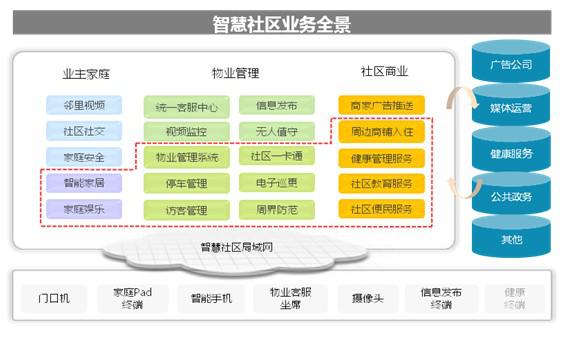 智慧社区业务全景
业主家庭
物业管理
社区商业
邻里视频
统一客服中心
信息发布
商家广告推送
社区社交
视频监控
无人值守
周边商铺入住
家庭安全
物业管理系统
社区一卡通
健康管理服务
智能家居
停车管理
电子巡更
社区教育服务
家庭娱乐
访客管理
周界防范
社区便民服务
智慧社区局域网
广告公司
媒体运营
健康服务
公共政务
其他
门口机
家庭Pad
终端
智能手机
物业客服
坐席
摄像头
信息发布
终端
健康
终端